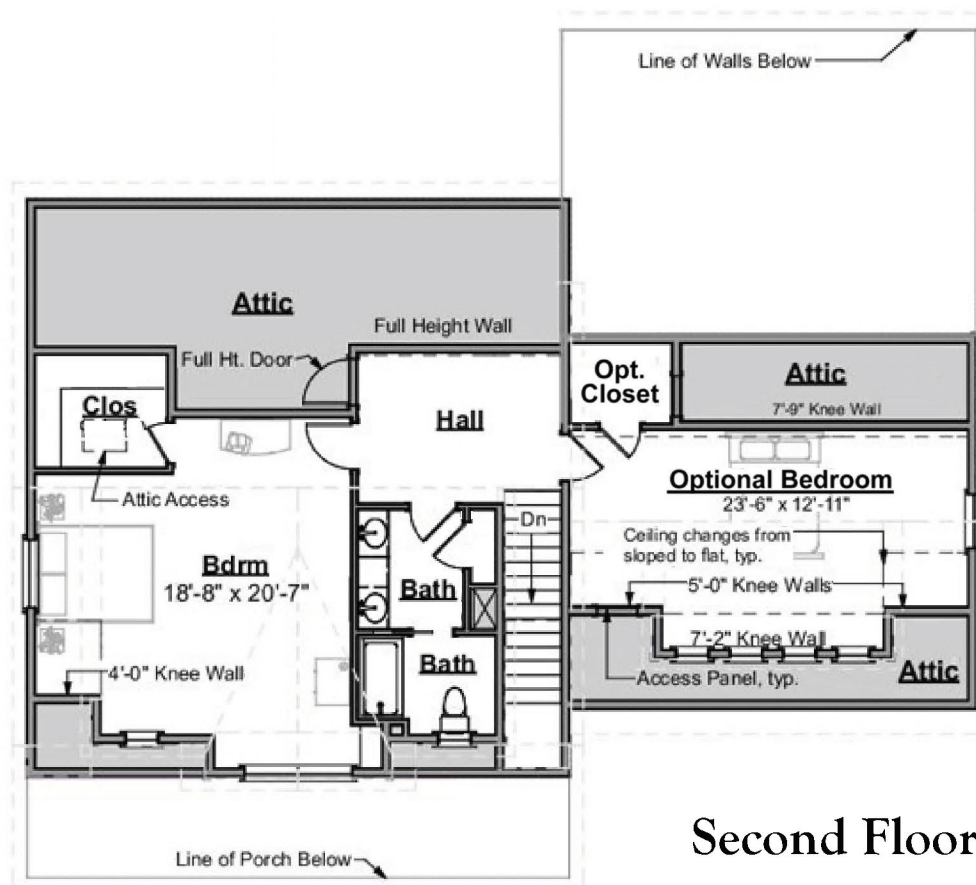 Line of Walls Below
Attic
Full Height Wall
Full Ht. Door
Clos
Attic Access
Hall
Opt.
Closet
Attic
7'-9" Knee Wall
Optional Bedroom
23'-6" x 12'-11"
Ceiling changes from
sloped to flat, typ.
5'-0" Knee Walls
7'-2" Knee Wall
Access Panel, typ.
Attic
Dn
Bdrm
18'-8" x 20'-7"
Bath
Bath
4'-0" Knee Wall
Line of Porch Below
Second Floor